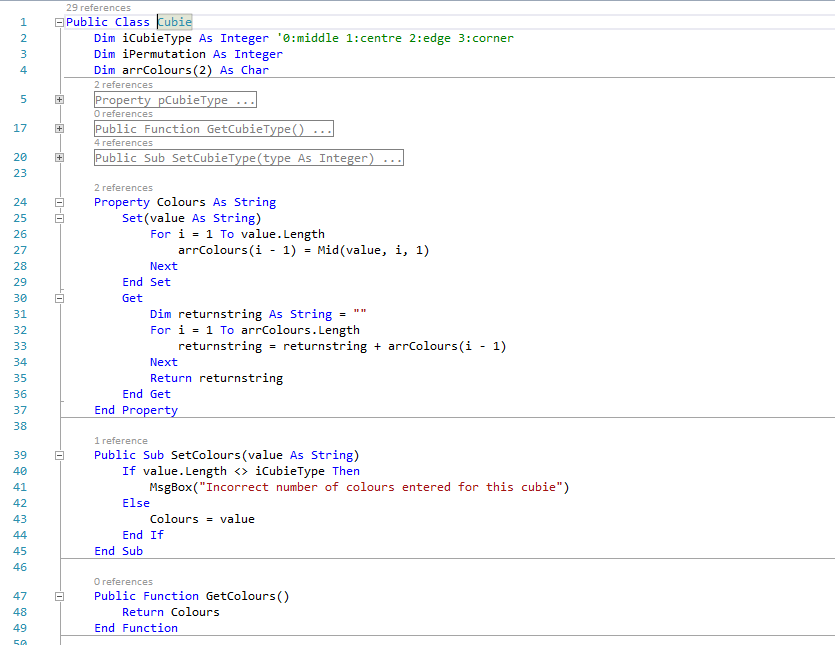 29 references
1 Public Class Cubie
2 Dim iCubieType As Integer '0:middle 1:centre 2:edge 3:corner
3 Dim iPermutation As Integer
4 Dim arrColours(2) As Char
2 references
5 Property pCubieType ...
0 references
17 Public Function GetCubieType() ...
4 references
20 Public Sub SetCubieType(type As Integer) ...
23
2 references
24 Property Colours As String
25 Set(value As String)
26 For i = 1 To value.Length
27 arrColours(i - 1) = Mid(value, i, 1)
28 Next
29 End Set
30 Get
31 Dim returnstring As String = ""
32 For i = 1 To arrColours.Length
33 returnstring = returnstring + arrColours(i - 1)
34 Next
35 Return returnstring
36 End Get
37 End Property
38
1 reference
39 Public Sub SetColours(value As String)
40 If value.Length <> iCubieType Then
41 MsgBox("Incorrect number of colours entered for this cubie")
42 Else
43 Colours = value
44 End If
45 End Sub
46
0 references
47 Public Function GetColours()
48 Return Colours
49 End Function
50